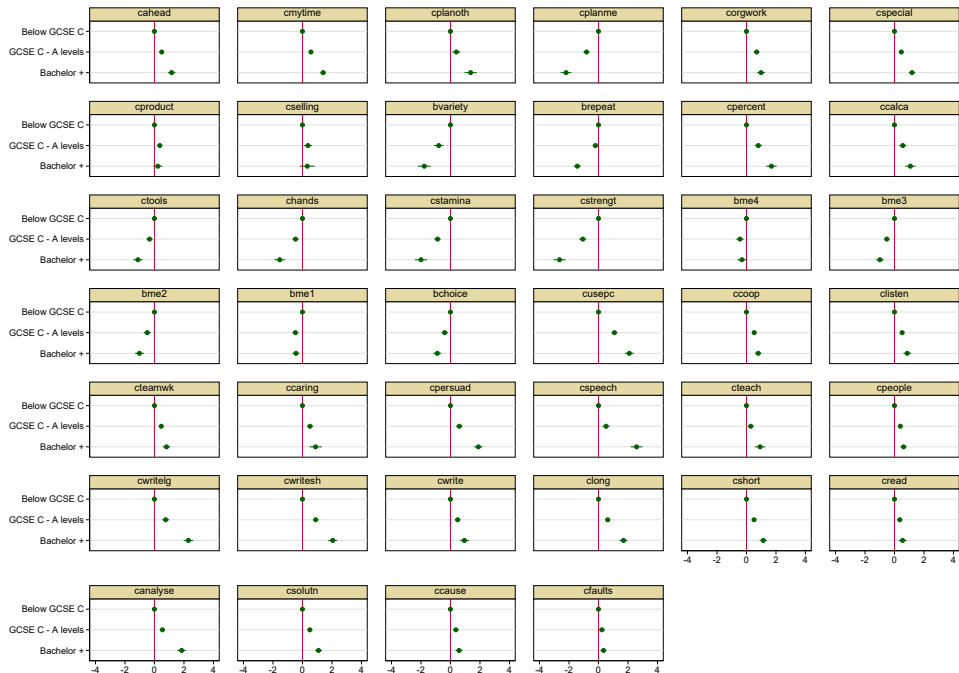 cahead cmytime cplanoth cplanme corgwork cspecial
Below GCSE C
GCSE C - A levels
Bachelor +
cproduct cselling bvariety brepeat cpercent ccalca
Below GCSE C
GCSE C - A levels
Bachelor +
ctools chands cstamina cstrengt bme4 bme3
Below GCSE C
GCSE C - A levels
Bachelor +
bme2 bme1 bchoice cusepc ccoop clisten
Below GCSE C
GCSE C - A levels
Bachelor +
cteamwk ccaring cpersuad cspeech cteach cpeople
Below GCSE C
GCSE C - A levels
Bachelor +
cwritelg cwritesh cwrite clong cshort cread
Below GCSE C
GCSE C - A levels
Bachelor +
-4 -2 0 2 4 -4 -2 0 2 4
canalyse csolutn ccause cfaults
Below GCSE C
GCSE C - A levels
Bachelor +
-4 -2 0 2 4 -4 -2 0 2 4 -4 -2 0 2 4 -4 -2 0 2 4